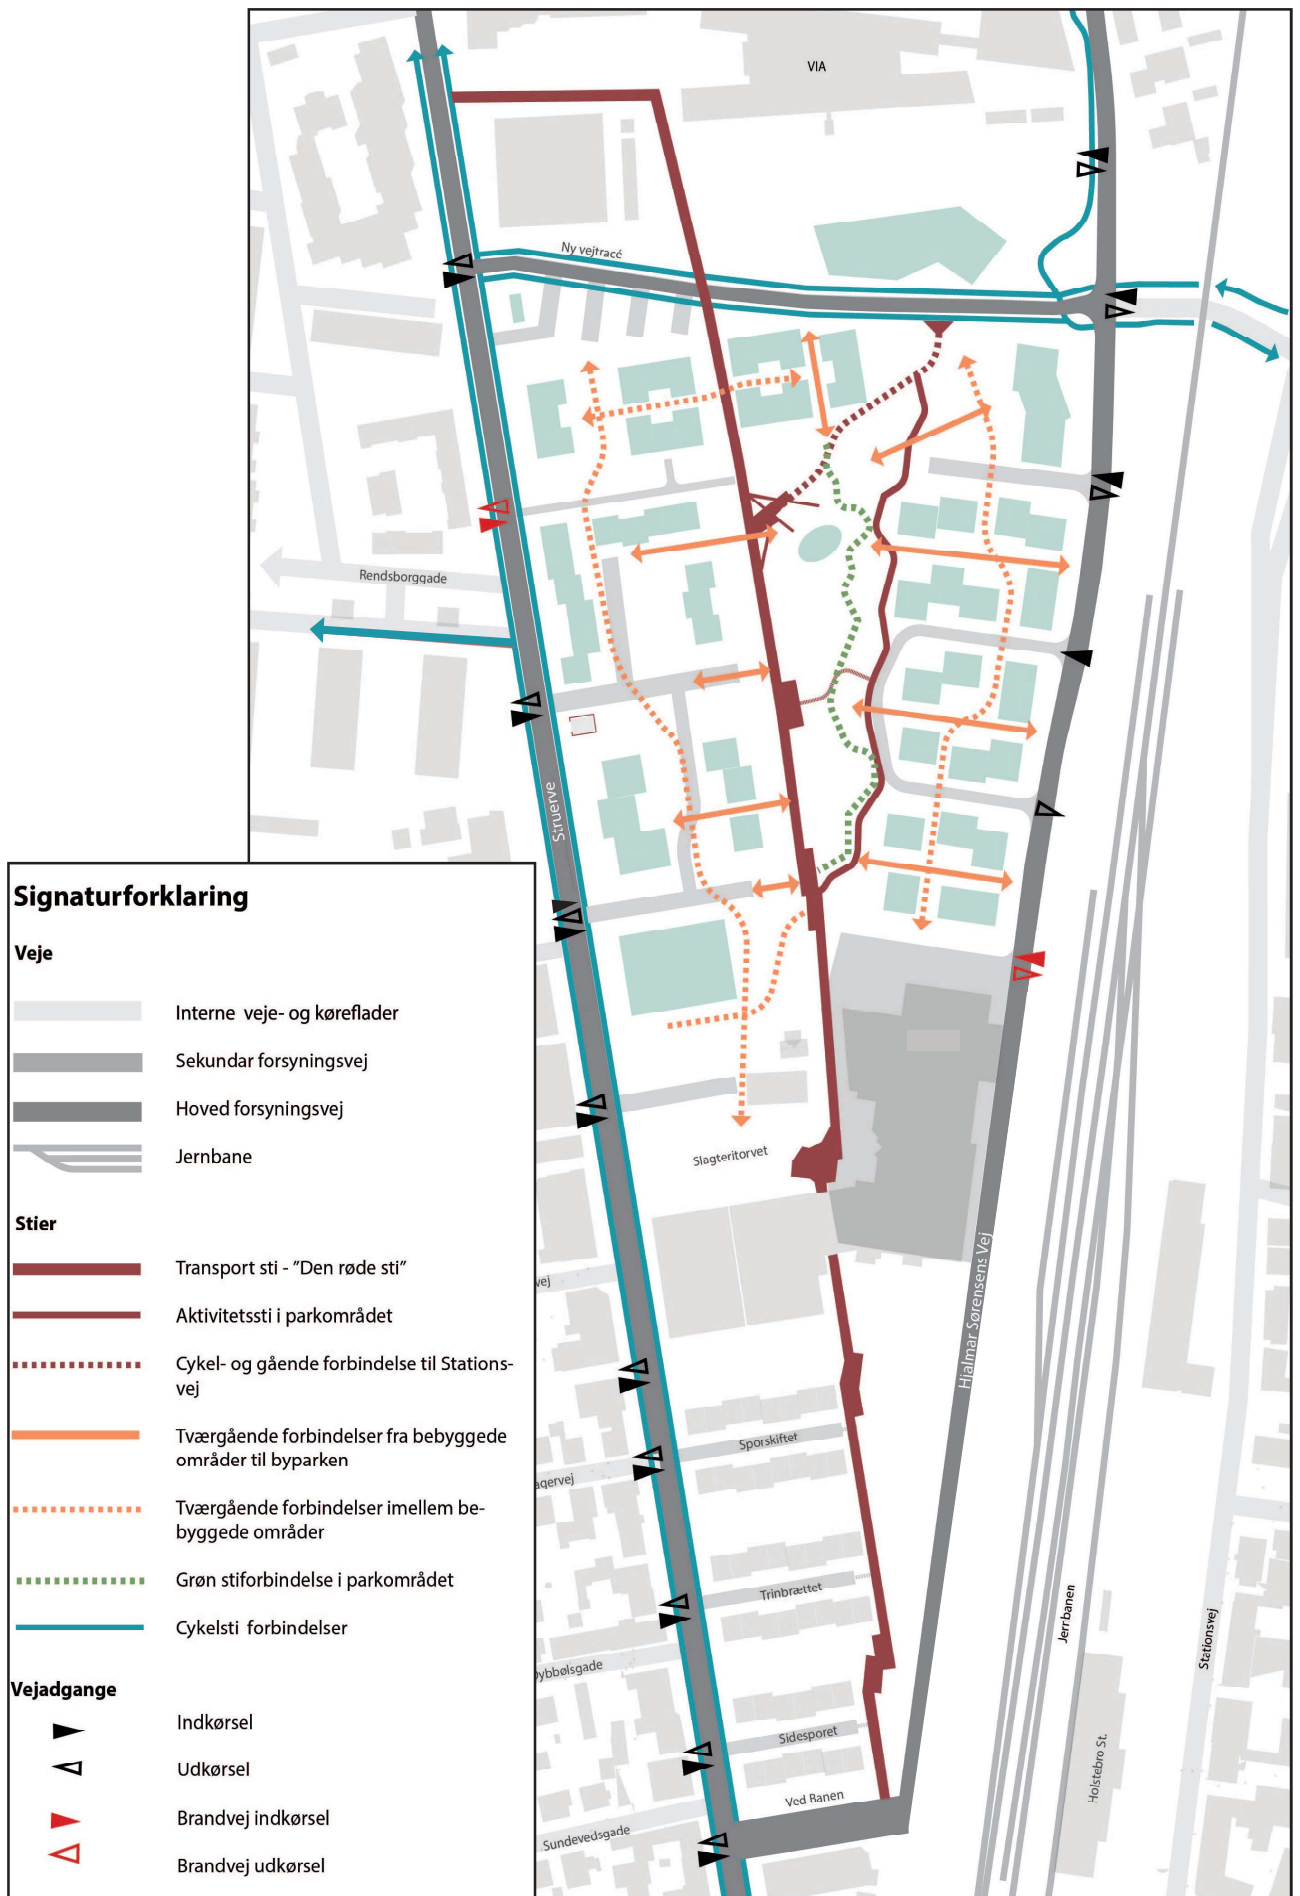 VIA
Ny vejtracé
Rendsborggade
Struerve
Slagteritorvet
Hjalmar Sørensens Vej
vej
Sporskiftet
agervej
Trinbrættet
Dybbølsgade
Sidesporet
Ved Banen
Sundevedsgade
Jernbanen
Stationsvej
Holstebro St.
Signaturforklaring
Veje
Interne veje- og køreflader
Sekundar forsyningsvej
Hoved forsyningsvej
Jernbane
Stier
Transport sti - ”Den røde sti”
Aktivitetssti i parkområdet
Cykel- og gående forbindelse til Stations-
vej
Tværgående forbindelser fra bebyggede
områder til byparken
Tværgående forbindelser imellem be-
byggede områder
Grøn stiforbindelse i parkområdet
Cykelsti forbindelser
Vejadgange
Indkørsel
Udkørsel
Brandvej indkørsel
Brandvej udkørsel